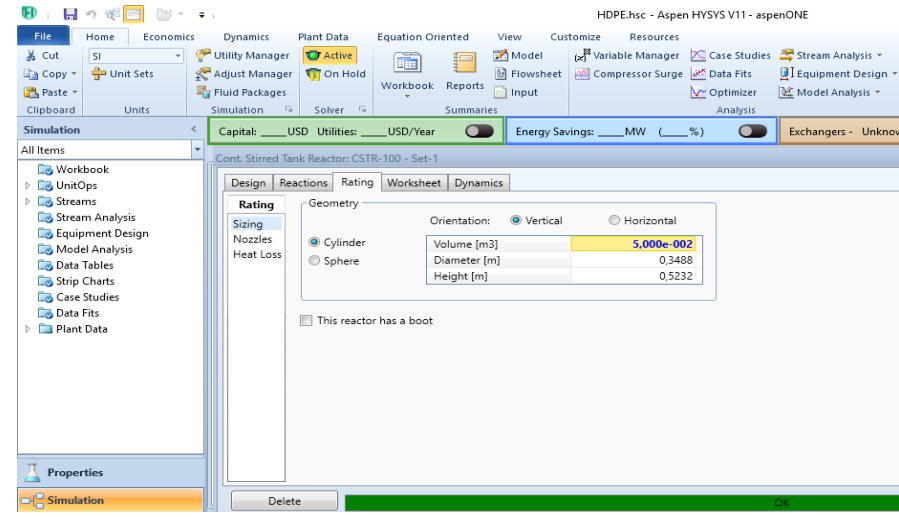 HDPE.hsc - Aspen HYSYS V11 - aspenONE
File Home Economics Dynamics Plant Data Equation Oriented View Customize Resources
Cut SI Utility Manager Active Model Variable Manager Case Studies Stream Analysis
Copy Unit Sets Adjust Manager On Hold Workbook Reports Flowsheet Compressor Surge Data Fits Equipment Design
Paste Fluid Packages Input Optimizer Model Analysis
Clipboard Units Simulation Solver Summaries Analysis
Simulation < Capital: ____USD Utilities: ____USD/Year Energy Savings: ____MW (____%) Exchangers -
All Items
Cont. Stirred Tank Reactor: CSTR-100 - Set-1
Workbook
UnitOps
Streams
Stream Analysis
Equipment Design
Model Analysis
Data Tables
Strip Charts
Case Studies
Data Fits
Plant Data
Design Reactions Rating Worksheet Dynamics
Rating
Sizing
Nozzles
Heat Loss
Geometry
Orientation: Vertical Horizontal
Cylinder
Sphere
Volume [m3] 5,000e-002
Diameter [m] 0,3488
Height [m] 0,5232
This reactor has a boot
Properties
Simulation
Delete
OK